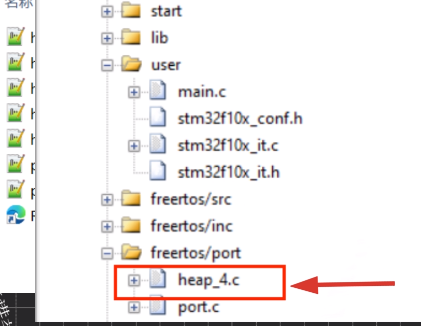 名称
start
lib
user
main.c
stm32f10x_conf.h
stm32f10x_it.c
stm32f10x_it.h
freertos/src
freertos/inc
freertos/port
heap_4.c
port.c